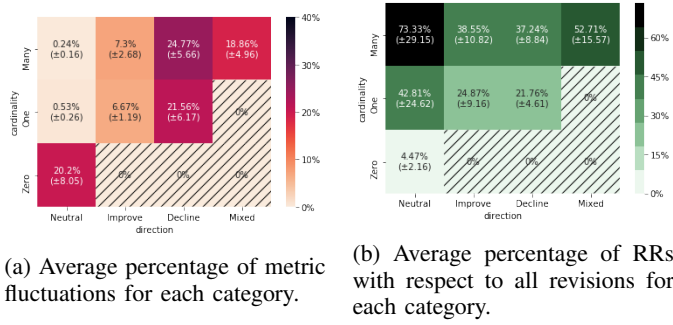 Many
One
Zero
cardinality
0.24%
(±0.16)
7.3%
(±2.68)
24.77%
(±5.66)
18.86%
(±4.96)
0.53%
(±0.26)
6.67%
(±1.19)
21.56%
(±6.17)
0%
20.2%
(±8.05)
0%
0%
0%
Neutral
Improve
Decline
Mixed
direction
40%
30%
20%
10%
0%
(a) Average percentage of metric
fluctuations for each category.
Many
One
Zero
cardinality
73.33%
(±29.15)
38.55%
(±10.82)
37.24%
(±8.84)
52.71%
(±15.57)
42.81%
(±24.62)
24.87%
(±9.16)
21.76%
(±4.61)
0%
4.47%
(±2.16)
0%
0%
0%
Neutral
Improve
Decline
Mixed
direction
60%
45%
30%
15%
0%
(b) Average percentage of RRs
with respect to all revisions for
each category.